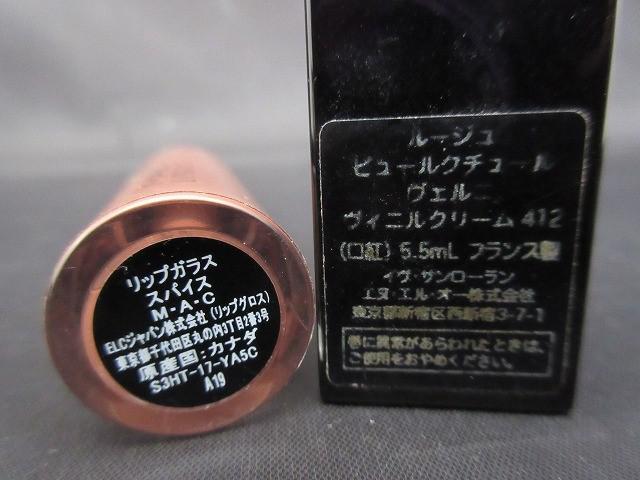 リップガラス
スパイス
M・A・C
ELCジャパン株式会社(リップグロス)
東京都千代田区丸の内3丁目2番3号
原産国:カナダ
S3HT-17-YA5C
A19
ルージュ
ピュールクチュール
ヴェルニ
ヴィニルクリーム 412
(口紅) 5.5mL フランス製
イヴ・サンローラン
エヌ・エル・オー株式会社
東京都新宿区西新宿3-7-1
唇に異常があらわれたときは、
ご使用をおやめください。